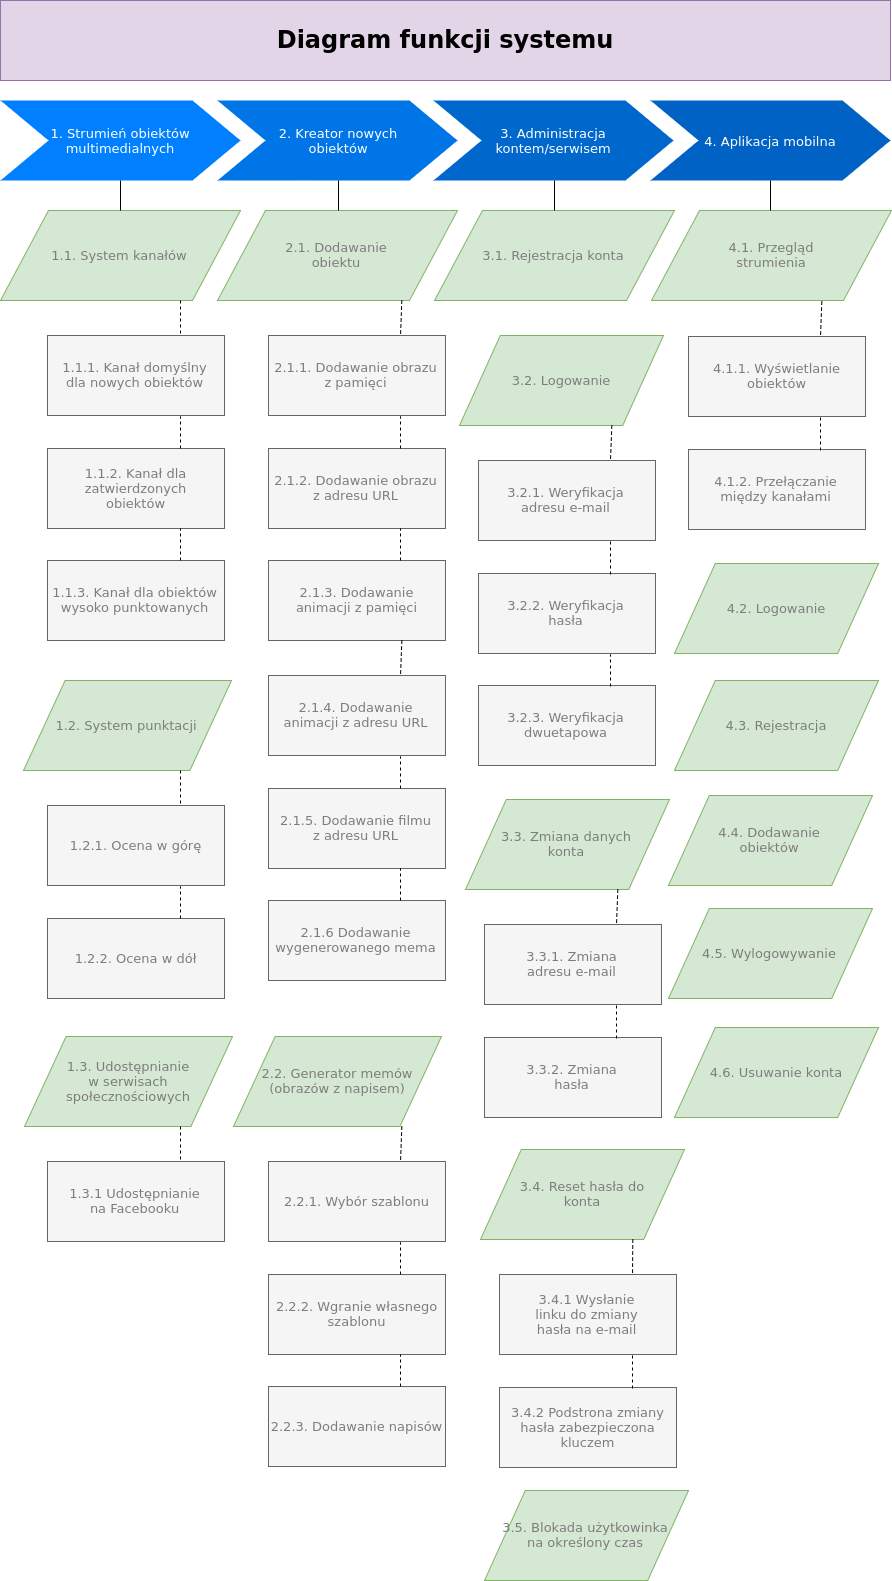 Diagram funkcji systemu
1. Strumień obiektów
multimedialnych
2. Kreator nowych
obiektów
3. Administracja
kontem/serwisem
4. Aplikacja mobilna
1.1. System kanałów
1.1.1. Kanał domyślny
dla nowych obiektów
1.1.2. Kanał dla
zatwierdzonych
obiektów
1.1.3. Kanał dla obiektów
wysoko punktowanych
1.2. System punktacji
1.2.1. Ocena w górę
1.2.2. Ocena w dół
1.3. Udostępnianie
w serwisach
społecznościowych
1.3.1 Udostępnianie
na Facebooku
2.1. Dodawanie
obiektu
2.1.1. Dodawanie obrazu
z pamięci
2.1.2. Dodawanie obrazu
z adresu URL
2.1.3. Dodawanie
animacji z pamięci
2.1.4. Dodawanie
animacji z adresu URL
2.1.5. Dodawanie filmu
z adresu URL
2.1.6 Dodawanie
wygenerowanego mema
2.2. Generator memów
(obrazów z napisem)
2.2.1. Wybór szablonu
2.2.2. Wgranie własnego
szablonu
2.2.3. Dodawanie napisów
3.1. Rejestracja konta
3.2. Logowanie
3.2.1. Weryfikacja
adresu e-mail
3.2.2. Weryfikacja
hasła
3.2.3. Weryfikacja
dwuetapowa
3.3. Zmiana danych
konta
3.3.1. Zmiana
adresu e-mail
3.3.2. Zmiana
hasła
3.4. Reset hasła do
konta
3.4.1 Wysłanie
linku do zmiany
hasła na e-mail
3.4.2 Podstrona zmiany
hasła zabezpieczona
kluczem
3.5. Blokada użytkowinka
na określony czas
4.1. Przegląd
strumienia
4.1.1. Wyświetlanie
obiektów
4.1.2. Przełączanie
między kanałami
4.2. Logowanie
4.3. Rejestracja
4.4. Dodawanie
obiektów
4.5. Wylogowywanie
4.6. Usuwanie konta